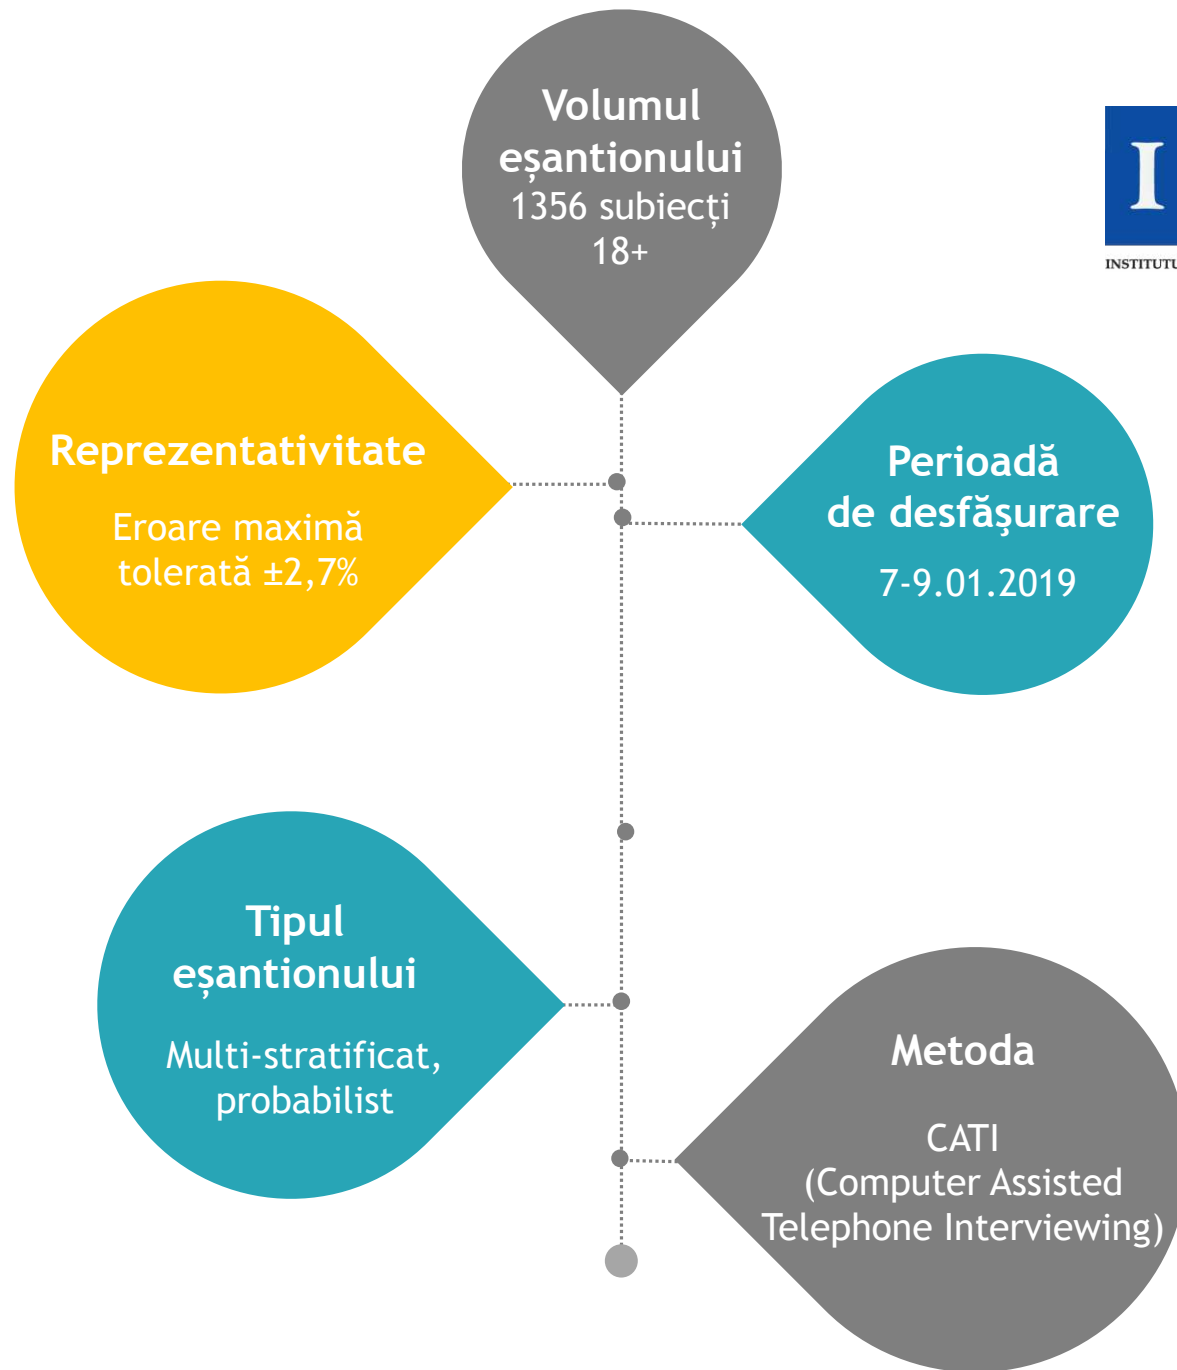 Volumul
eșantionului
1356 subiecți
18+
I
INSTITUTU
Reprezentativitate
Eroare maximă
tolerată ±2,7%
Perioadă
de desfăşurare
7-9.01.2019
Tipul
eșantionului
Multi-stratificat,
probabilist
Metoda
CATI
(Computer Assisted
Telephone Interviewing)